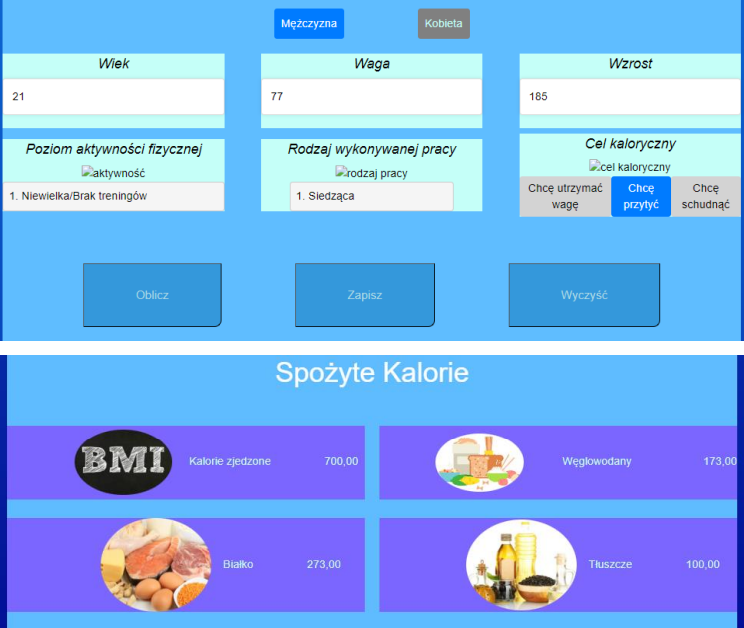 Mężczyzna Kobieta
Wiek Waga Wzrost
21 77 185
Poziom aktywności fizycznej Rodzaj wykonywanej pracy Cel kaloryczny
aktywność rodzaj pracy cel kaloryczny
1. Niewielka/Brak treningów 1. Siedząca
Chcę utrzymać wagę Chcę przytyć Chcę schudnąć
Oblicz Zapisz Wyczyść
Spożyte Kalorie
BMI Kalorie zjedzone 700,00 Węglowodany 173,00
Białko 273,00 Tłuszcze 100,00